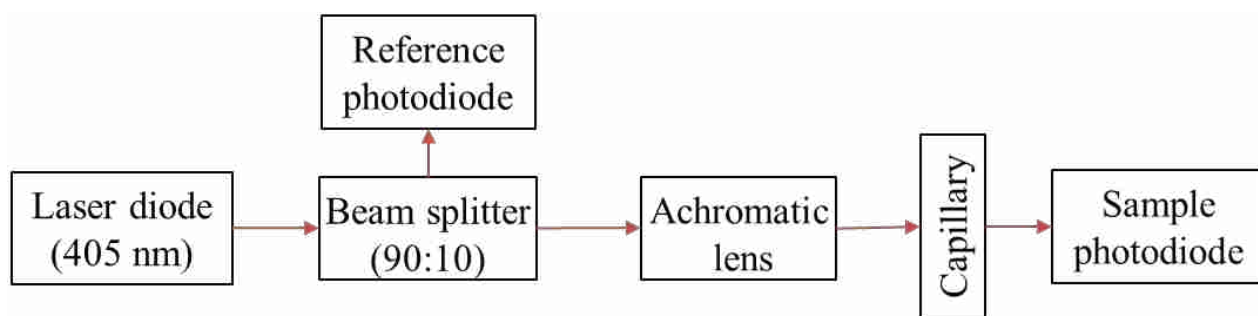 Reference
photodiode
Laser diode
(405 nm)
Beam splitter
(90:10)
Achromatic
lens
Capillary
Sample
photodiode